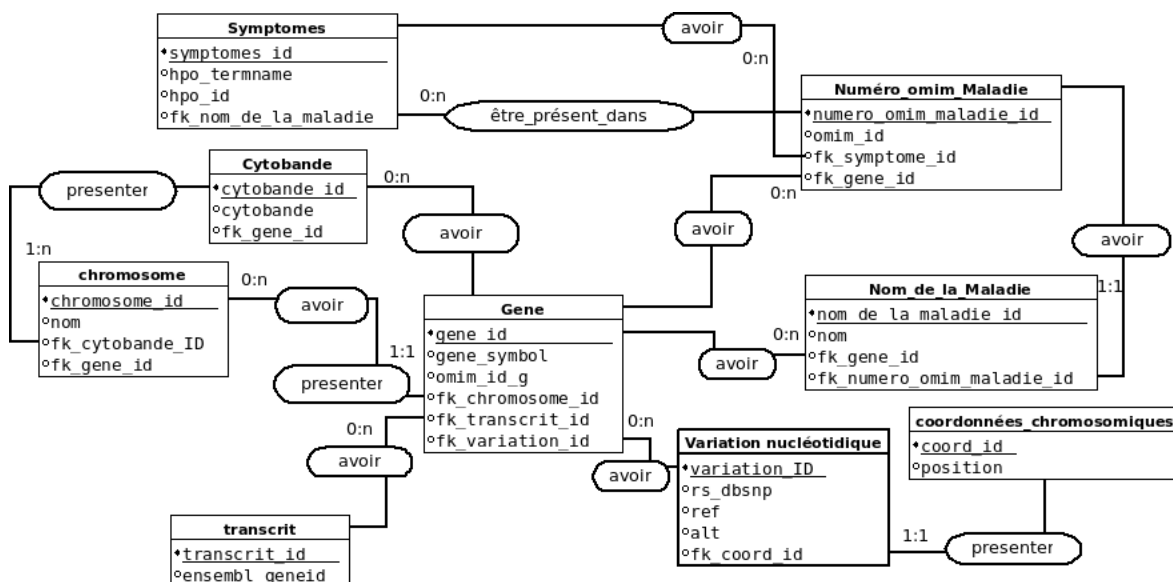 Symptomes
symptomes_id
hpo_termname
hpo_id
fk_nom_de_la_maladie
avoir
0:n
0:n
être_présent_dans
Numéro_omim_Maladie
numero_omim_maladie_id
omim_id
fk_symptome_id
fk_gene_id
presenter
Cytobande
cytobande_id
cytobande
fk_gene_id
0:n
avoir
0:n
avoir
avoir
1:n
chromosome
chromosome_id
nom
fk_cytobande_ID
fk_gene_id
0:n
avoir
1:1
presenter
Gene
gene_id
gene_symbol
omim_id_g
fk_chromosome_id
fk_transcrit_id
fk_variation_id
0:n
avoir
1:1
Nom_de_la_Maladie
nom_de_la_maladie_id
nom
fk_gene_id
fk_numero_omim_maladie_id
0:n
avoir
0:n
avoir
Variation nucléotidique
variation_ID
rs_dbsnp
ref
alt
fk_coord_id
coordonnées_chromosomiques
coord_id
position
1:1
presenter
transcrit
transcrit_id
ensembl_geneid